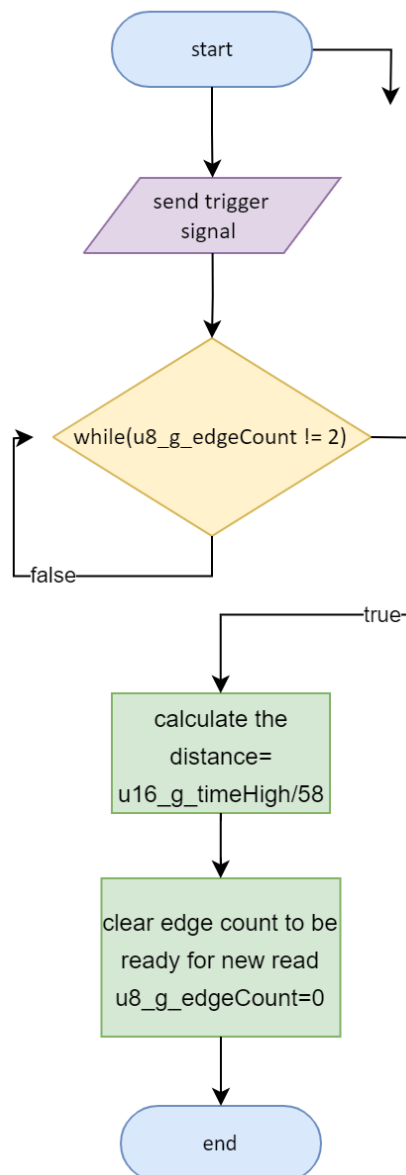 start
send trigger
signal
while(u8_g_edgeCount != 2)
false
true
calculate the
distance=
u16_g_timeHigh/58
clear edge count to be
ready for new read
u8_g_edgeCount=0
end